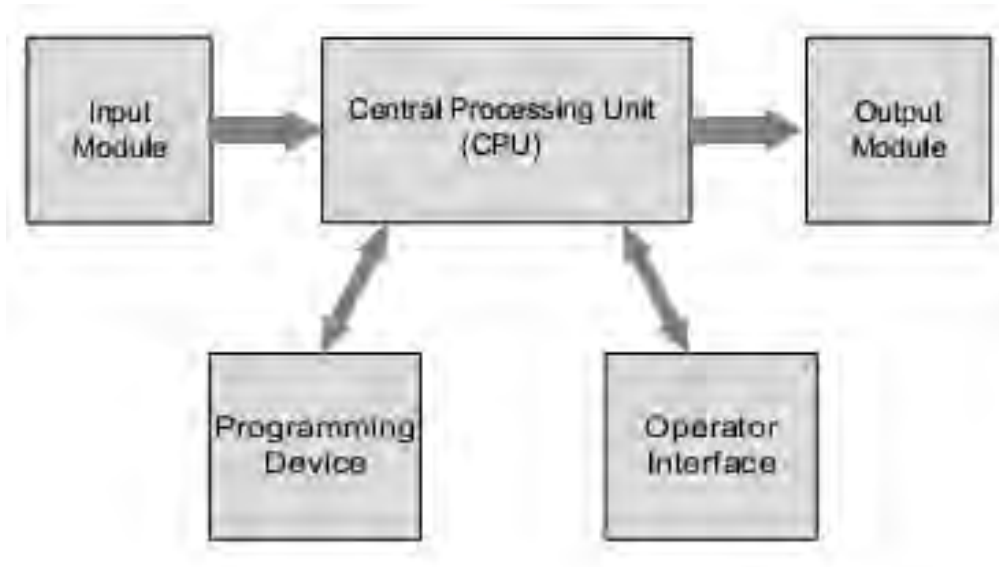 Input
Module
Central Processing Unit
(CPU)
Output
Module
Programming
Device
Operator
Interface